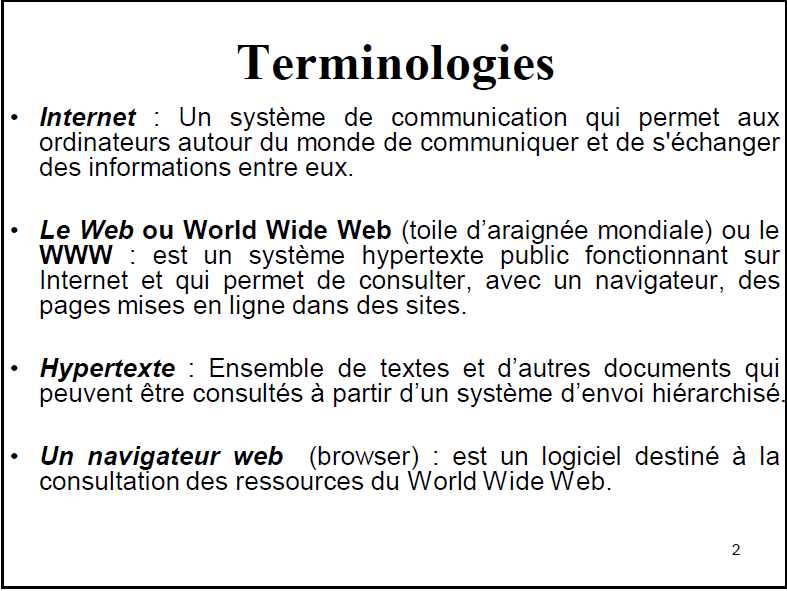 Terminologies
• Internet : Un système de communication qui permet aux
ordinateurs autour du monde de communiquer et de s'échanger
des informations entre eux.
• Le Web ou World Wide Web (toile d’araignée mondiale) ou le
WWW : est un système hypertexte public fonctionnant sur
Internet et qui permet de consulter, avec un navigateur, des
pages mises en ligne dans des sites.
• Hypertexte : Ensemble de textes et d’autres documents qui
peuvent être consultés à partir d’un système d’envoi hiérarchisé.
• Un navigateur web (browser) : est un logiciel destiné à la
consultation des ressources du World Wide Web.
2